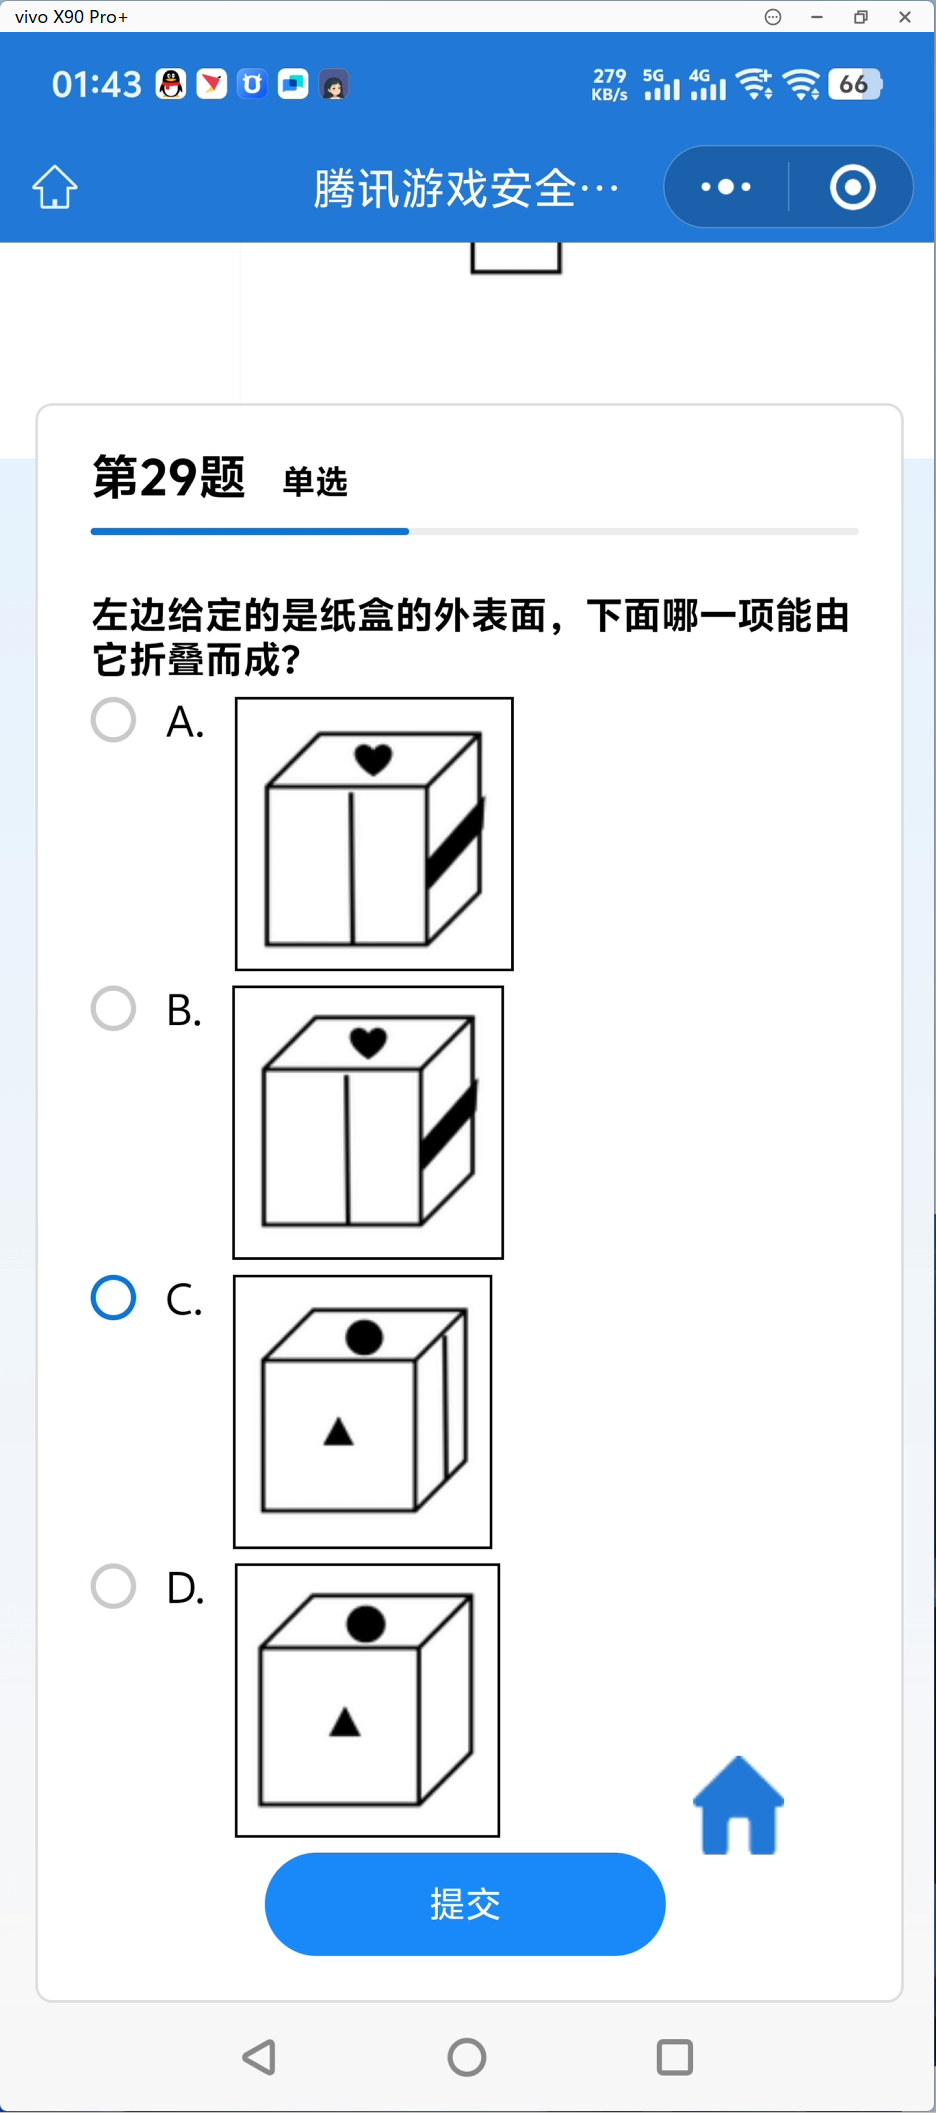 vivo X90 Pro+
01:43
279 KB/s 5G 4G 66
腾讯游戏安全…
第29题 单选
左边给定的是纸盒的外表面，下面哪一项能由
它折叠而成?
A.
B.
C.
D.
提交